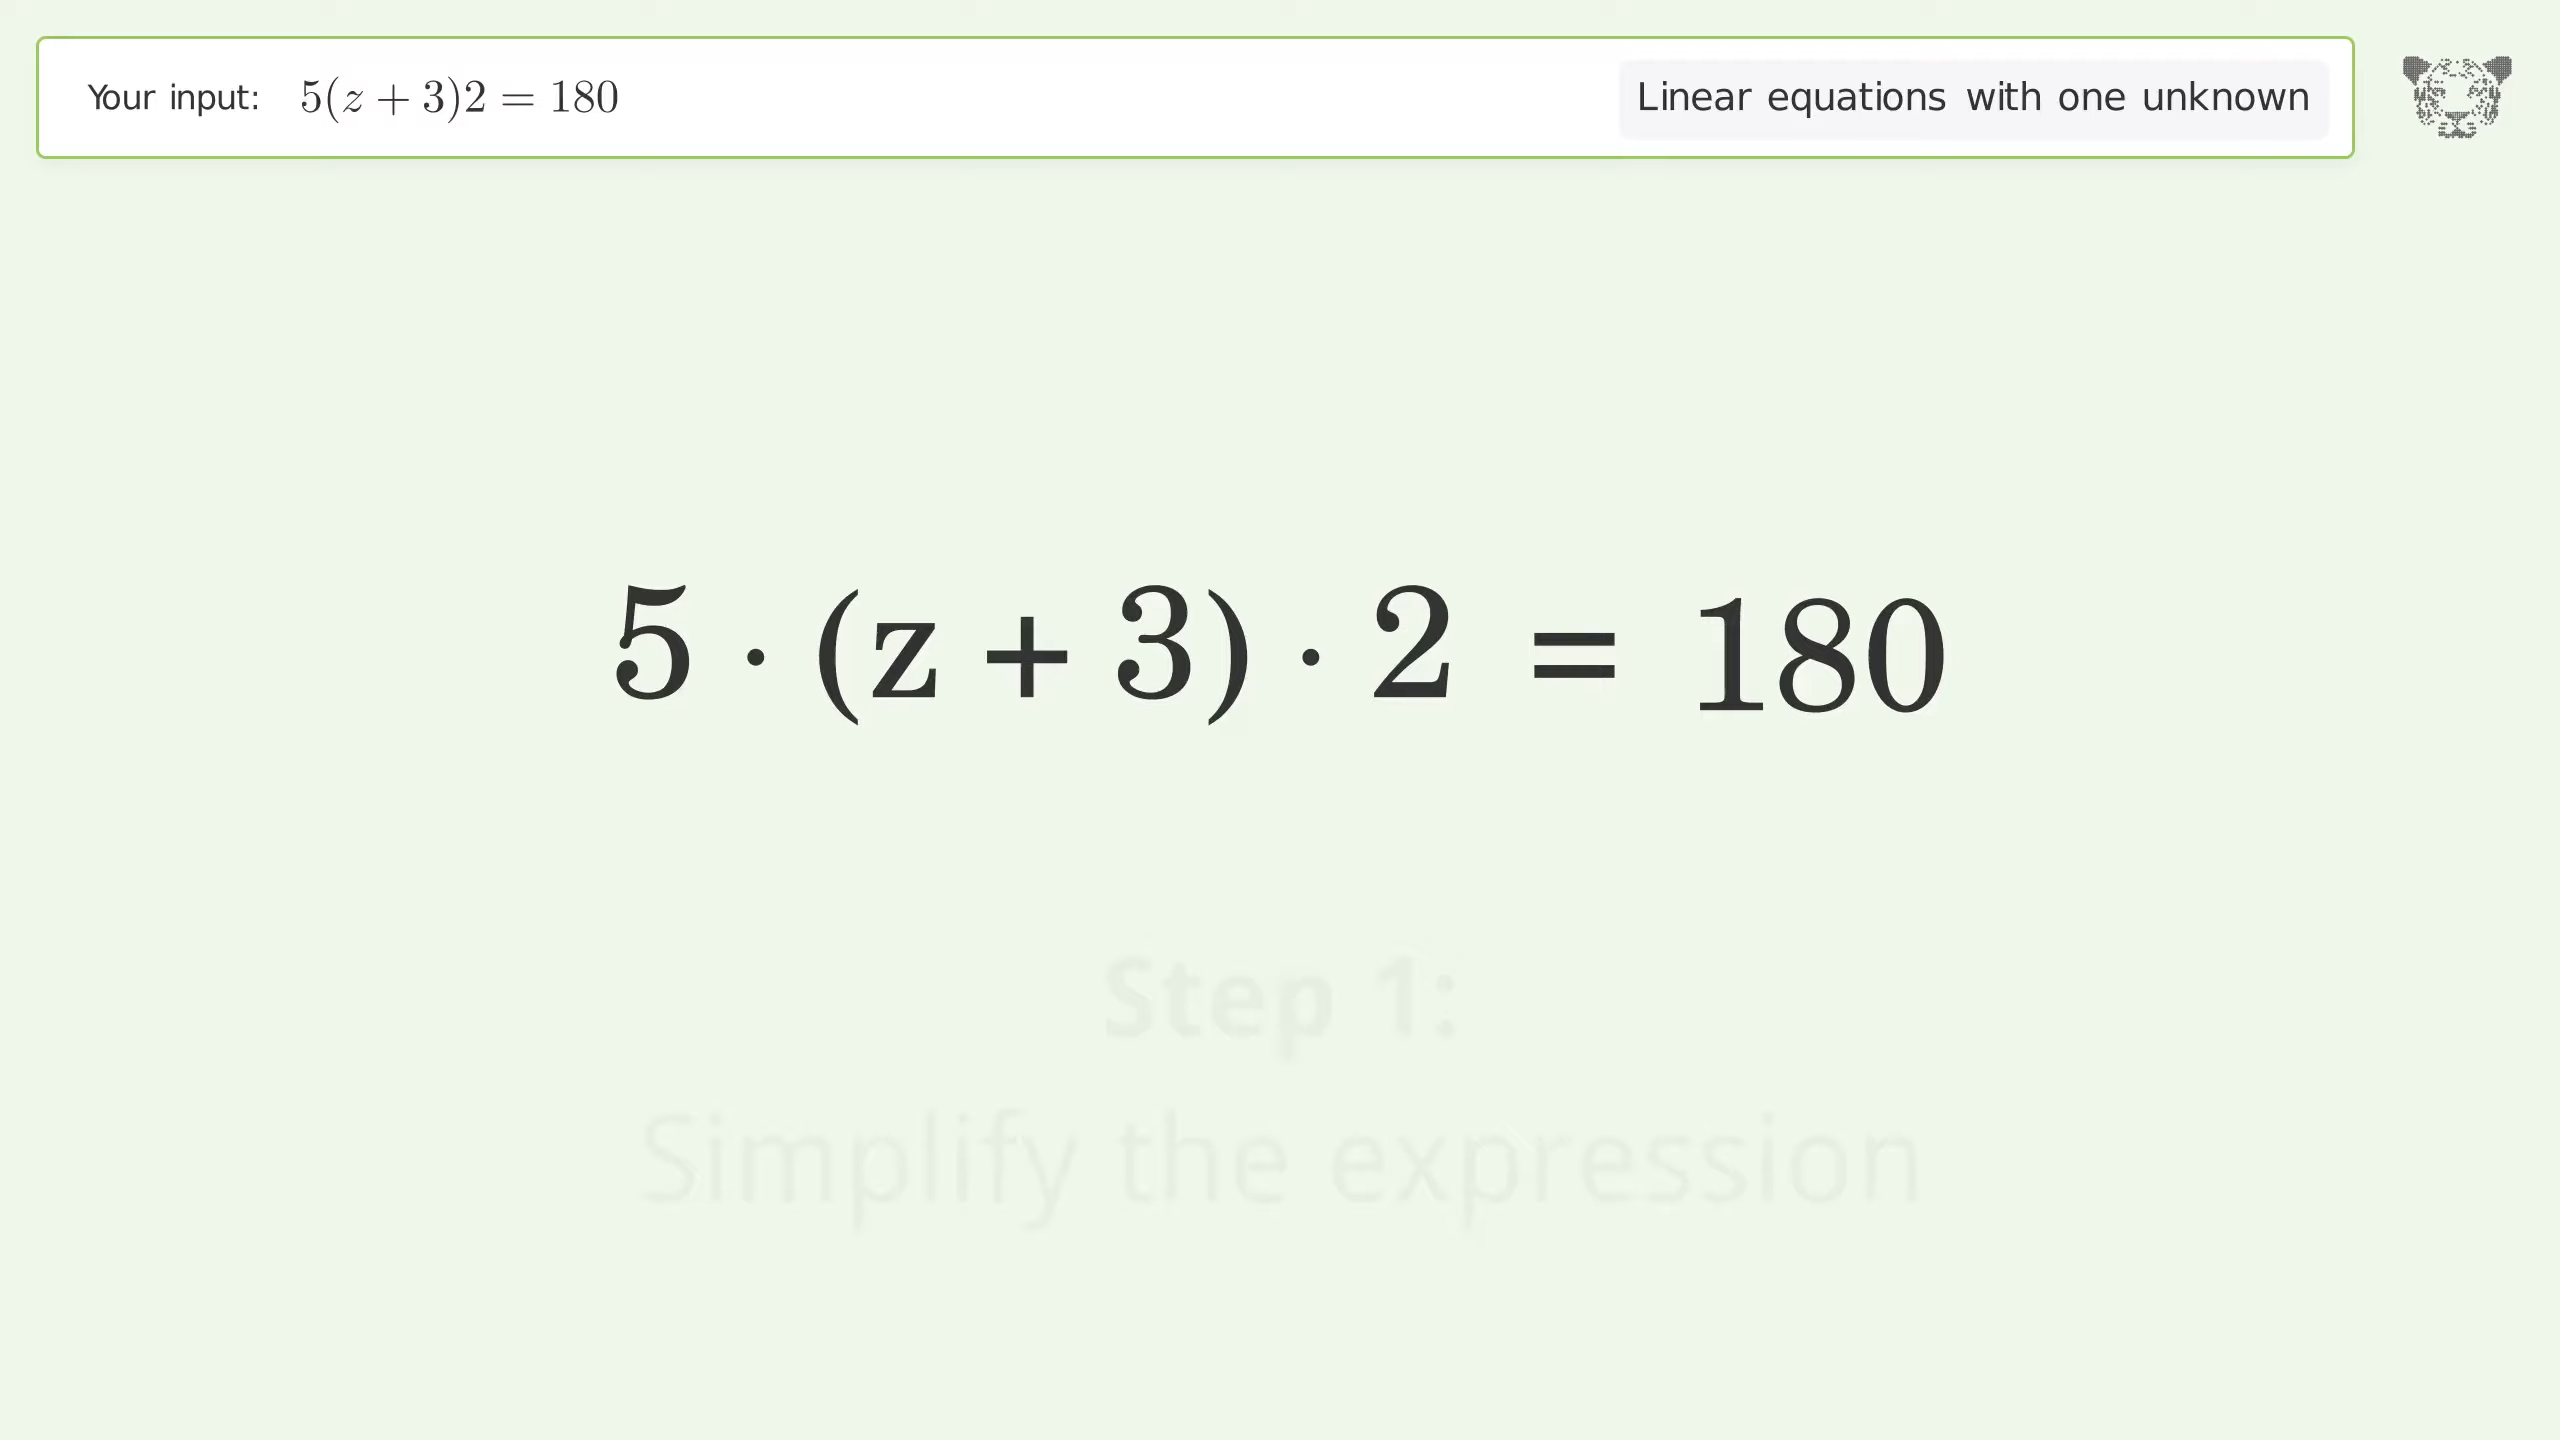 Your input: 5(z + 3)2 = 180
Linear equations with one unknown
5 · (z + 3) · 2 = 180
Step 1:
Simplify the expression